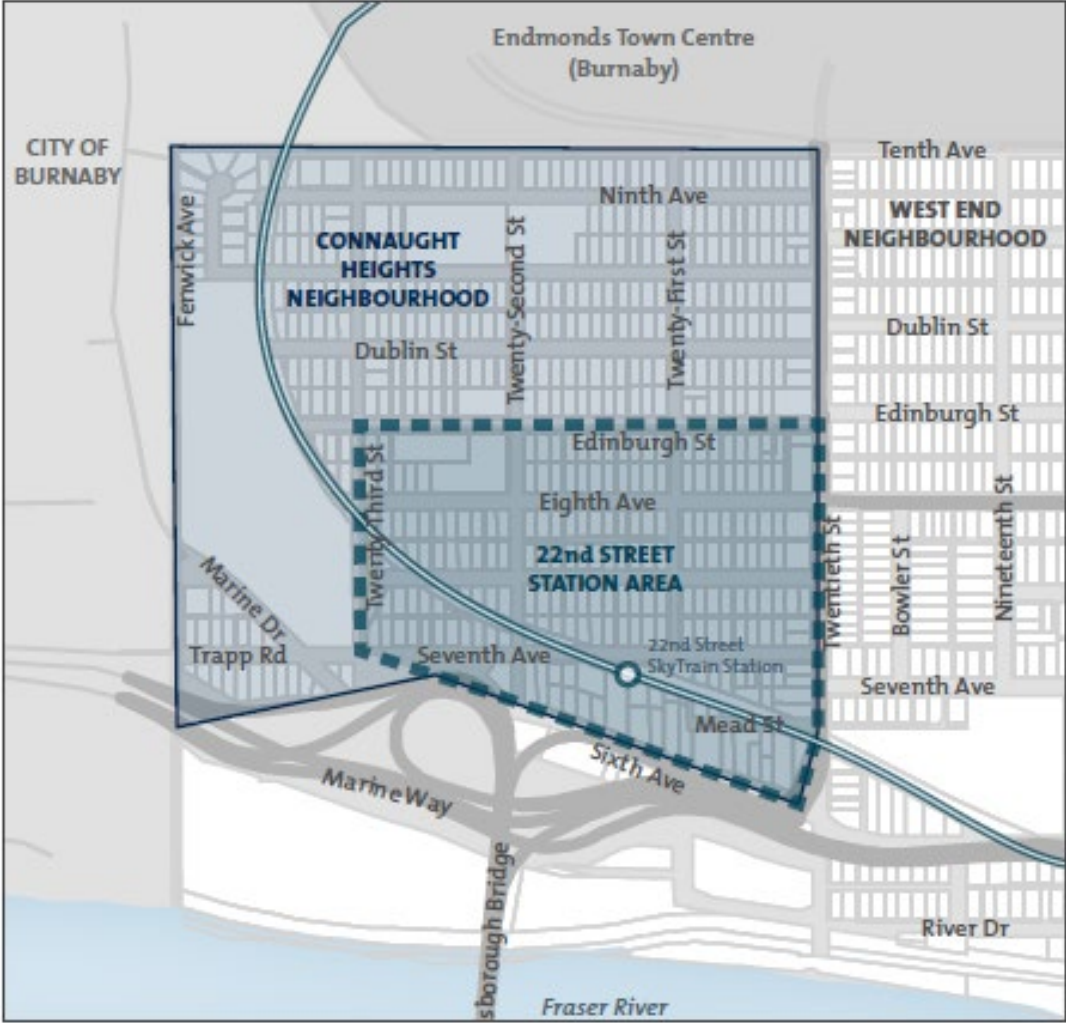 Endmonds Town Centre
(Burnaby)
CITY OF
BURNABY
Tenth Ave
Ninth Ave
WEST END
NEIGHBOURHOOD
Fenwick Ave
CONNAUGHT
HEIGHTS
NEIGHBOURHOOD
Twenty-Second St
Twenty-First St
Dublin St
Dublin St
Edinburgh St
Edinburgh St
Twenty-Third St
Eighth Ave
Nineteenth St
22nd STREET
STATION AREA
Twentieth St
Bowler St
Marine Dr
Trapp Rd
Seventh Ave
22nd Street
SkyTrain Station
Seventh Ave
Mead St
Sixth Ave
Marine Way
sborough Bridge
River Dr
Fraser River